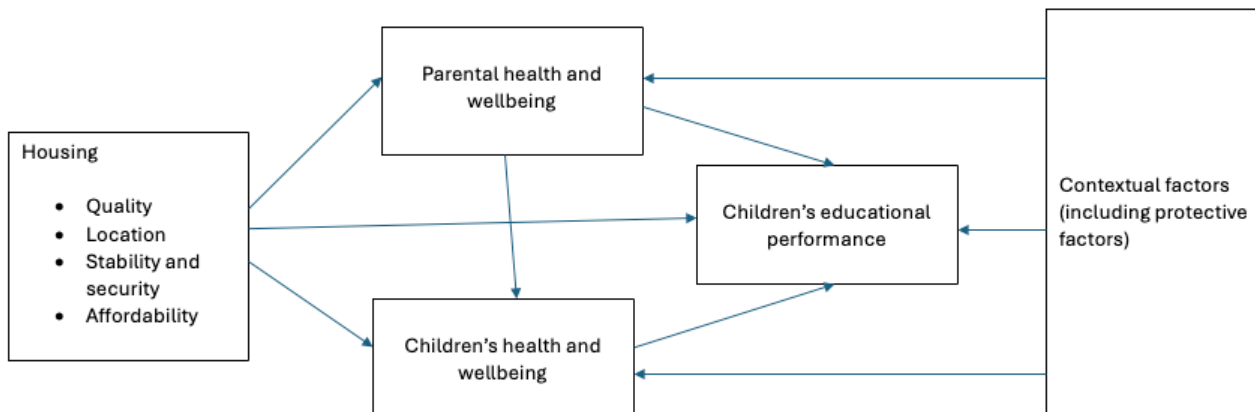 Housing
• Quality
• Location
• Stability and
security
• Affordability
Parental health and
wellbeing
Children’s educational
performance
Children’s health and
wellbeing
Contextual factors
(including protective
factors)